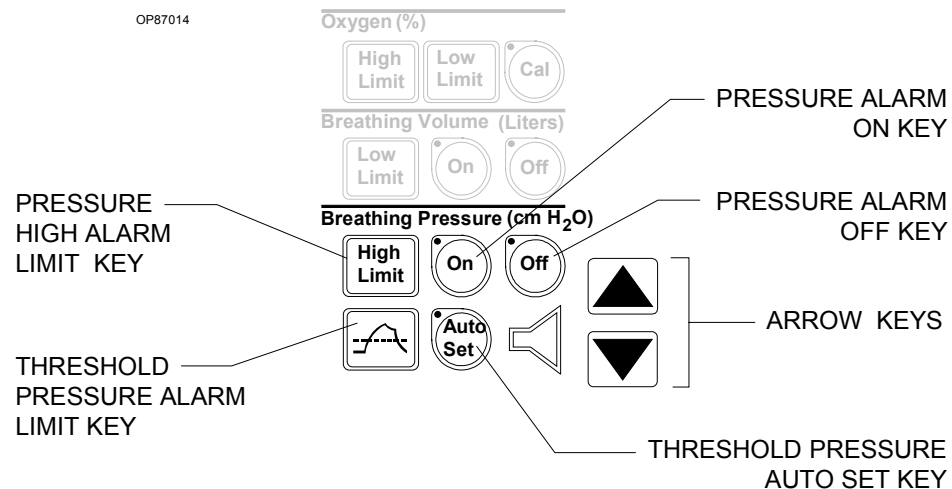 OP87014
Oxygen (%)
High
Limit
Low
Limit
Cal
Breathing Volume (Liters)
Low
Limit
On
Off
Breathing Pressure (cm H2O)
High
Limit
On
Off
Auto
Set
PRESSURE
HIGH ALARM
LIMIT KEY
THRESHOLD
PRESSURE ALARM
LIMIT KEY
PRESSURE ALARM
ON KEY
PRESSURE ALARM
OFF KEY
ARROW KEYS
THRESHOLD PRESSURE
AUTO SET KEY